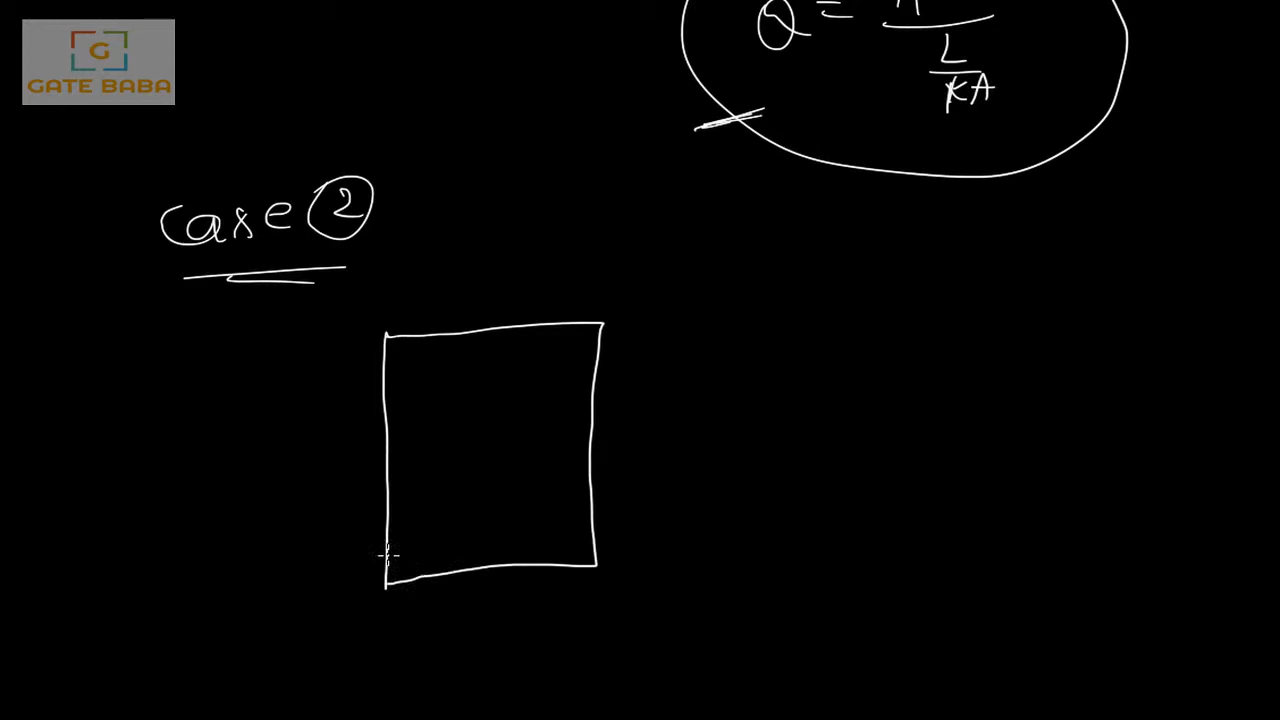 G
GATE BABA
Q =
L
KA
case 2